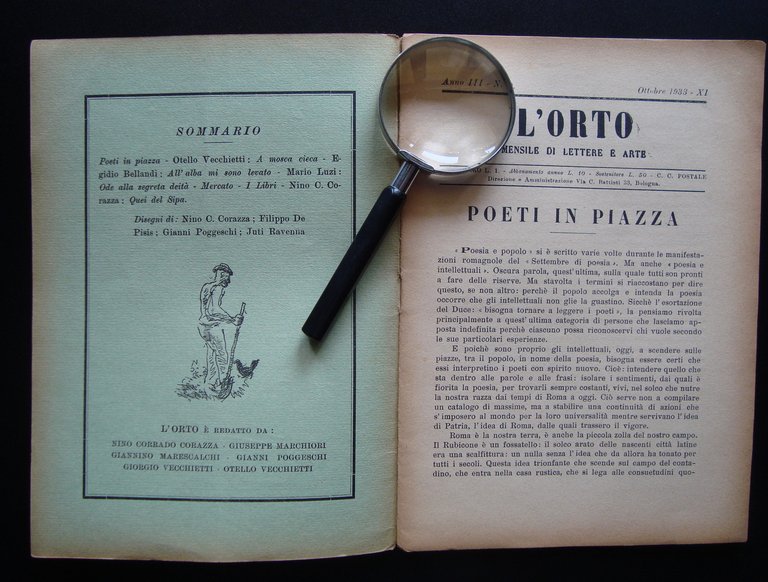 SOMMARIO
Poeti in piazza - Otello Vecchietti; A mosca cieca - E-
gidio Bellandi; All'alba mi sono levato - Mario Luzi:
Ode alla segreta deità - Mercato - I Libri - Nino C. Co-
razza: Quei del Sipa.
Disegni di: Nino C. Corazza; Filippo De
Pisis; Gianni Poggeschi; Juti Ravenna
L'ORTO È REDATTO DA:
NINO CORRADO CORAZZA - GIUSEPPE MARCHIORI
GIANNINO MARESCALCHI - GIANNI POGGESCHI
GIORGIO VECCHIETTI - OTELLO VECCHIETTI
Anno III - N.
Ottobre 1933 - XI
L'ORTO
MENSILE DI LETTERE E ARTE
L. 1. - Abbonamento annuo L. 10 - Sostenitore L. 50 - C. C. POSTALE
Direzione e Amministrazione Via C. Battisti 33, Bologna.
POETI IN PIAZZA
« Poesia e popolo » si è scritto varie volte durante le manifesta-
zioni romagnole del « Settembre di poesia ». Ma anche « poesia e
intellettuali ». Oscura parola, quest'ultima, sulla quale tutti son pronti
a fare delle riserve. Ma stavolta i termini si riaccostano per dire
questo, se non altro: perchè il popolo accolga e intenda la poesia
occorre che gli intellettuali non glie la guastino. Sicchè l'esortazione
del Duce: « bisogna tornare a leggere i poeti », la pensiamo rivolta
principalmente a quest'ultima categoria di persone che lasciamo ap-
posta indefinita perchè ciascuno possa riconoscervi chi vuole secondo
le sue particolari esperienze.
E poichè sono proprio gli intellettuali, oggi, a scendere sulle
piazze, tra il popolo, in nome della poesia, bisogna essere certi che
essi interpretino i poeti con spirito nuovo. Cioè: intendere quello che
sta dentro alle parole e alle frasi: isolare i sentimenti, dai quali è
fiorita la poesia, per trovarli sempre costanti, vivi, nel solco che nutre
la nostra razza dai tempi di Roma a oggi. Ciò serve non a compilare
un catalogo di massime, ma a stabilire una continuità di azioni che
s'imposero al mondo per la loro universalità mentre servivano l'idea
di Patria, l'idea di Roma, dalle quali trassero il vigore.
Roma è la nostra terra, è anche la piccola zolla del nostro campo.
Il Rubicone è un fossatello: il solco arato delle nascenti città latine
era una scalfittura: un nulla senza l'idea che da allora ha tonato per
tutti i secoli. Questa idea trionfante che scende sul campo del conta-
dino, che entra nella casa rustica, che si lega alle consuetudini quo-